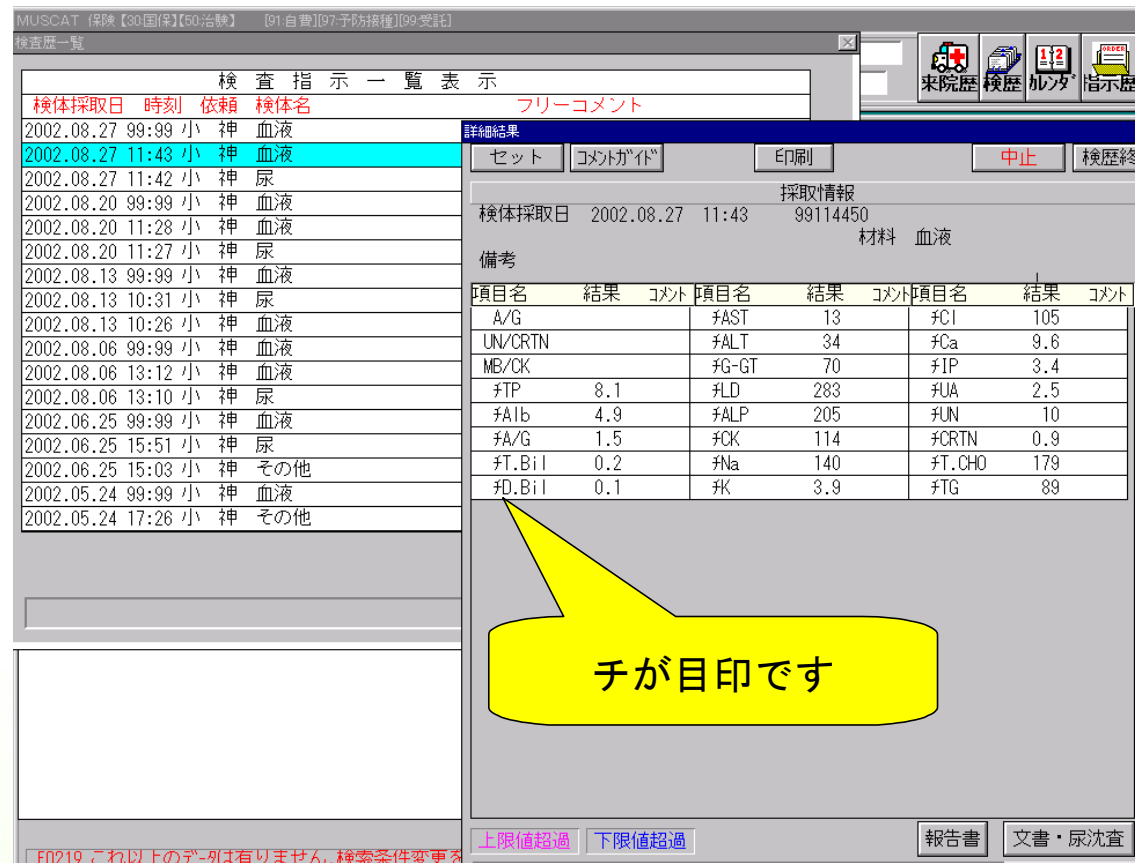 MUSCAT 保険【30:国保】【50:治験】 [91:自費][97:予防接種][99:受託]
検査歴一覧
来院歴 検歴 ｶﾚﾝﾀﾞ 指示歴
検 査 指 示 一 覧 表 示
検体採取日 時刻 依頼 検体名 フリーコメント
2002.08.27 99:99 小 神 血液
2002.08.27 11:43 小 神 血液
2002.08.27 11:42 小 神 尿
2002.08.20 99:99 小 神 血液
2002.08.20 11:28 小 神 血液
2002.08.20 11:27 小 神 尿
2002.08.13 99:99 小 神 血液
2002.08.13 10:31 小 神 尿
2002.08.13 10:26 小 神 血液
2002.08.06 99:99 小 神 血液
2002.08.06 13:12 小 神 血液
2002.08.06 13:10 小 神 尿
2002.06.25 99:99 小 神 血液
2002.06.25 15:51 小 神 尿
2002.06.25 15:03 小 神 その他
2002.05.24 99:99 小 神 血液
2002.05.24 17:26 小 神 その他
詳細結果
セット ｺﾒﾝﾄｶﾞｲﾄﾞ 印刷 中止 検歴終
採取情報
検体採取日 2002.08.27 11:43 99114450
材料 血液
備考
項目名 結果 ｺﾒﾝﾄ 項目名 結果 ｺﾒﾝﾄ 項目名 結果 ｺﾒﾝﾄ
A/G ﾁAST 13 ﾁCl 105
UN/CRTN ﾁALT 34 ﾁCa 9.6
MB/CK ﾁG-GT 70 ﾁIP 3.4
ﾁTP 8.1 ﾁLD 283 ﾁUA 2.5
ﾁAlb 4.9 ﾁALP 205 ﾁUN 10
ﾁA/G 1.5 ﾁCK 114 ﾁCRTN 0.9
ﾁT.Bil 0.2 ﾁNa 140 ﾁT.CHO 179
ﾁD.Bil 0.1 ﾁK 3.9 ﾁTG 89
チが目印です
上限値超過 下限値超過 報告書 文書・尿沈査
E0219 これ以上のﾃﾞｰﾀは有りません。検索条件変更を